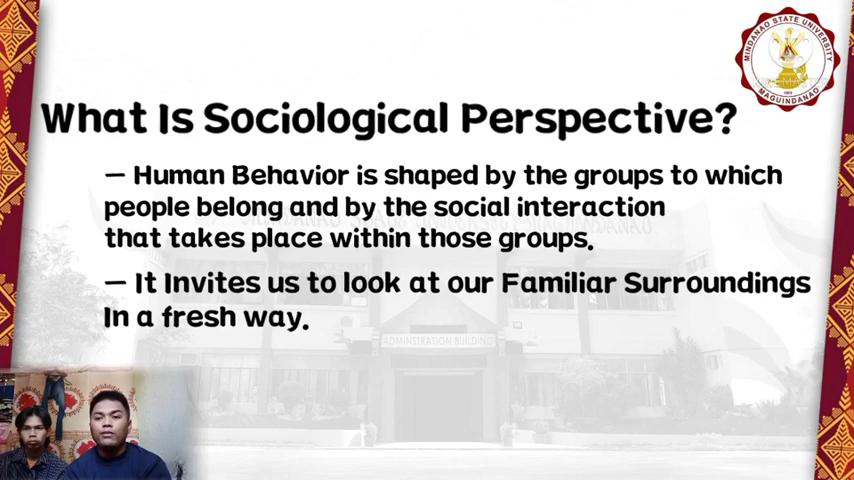 MINDANAO STATE UNIVERSITY
MAGUINDANAO
What Is Sociological Perspective?
– Human Behavior is shaped by the groups to which
people belong and by the social interaction
that takes place within those groups.
– It Invites us to look at our Familiar Surroundings
In a fresh way.
ADMINISTRATION BUILDING